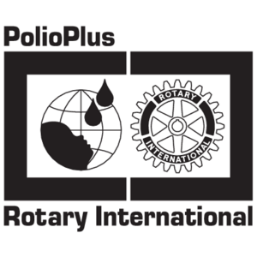 PolioPlus
ROTARY
INTERNATIONAL
Rotary International